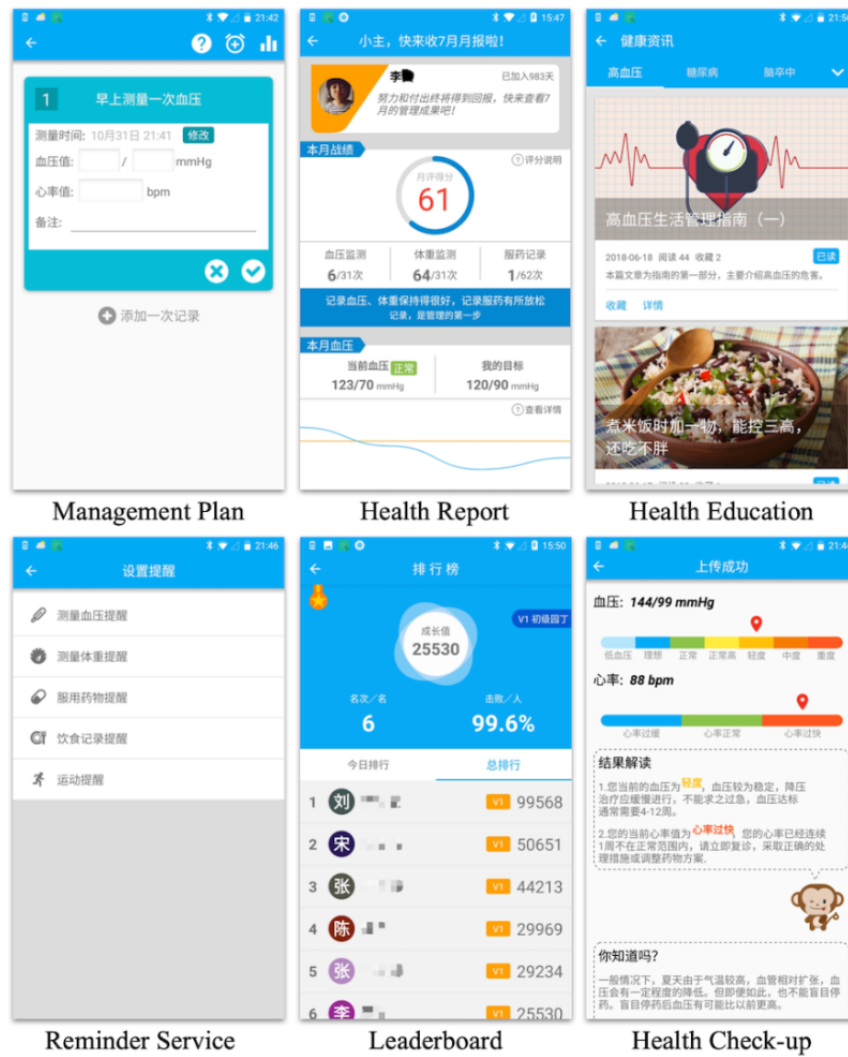 21:42
1 早上测量一次血压
测量时间: 10月31日 21:41 修改
血压值: / mmHg
心率值: bpm
备注:
添加一次记录
Management Plan
15:47
小主，快来收7月月报啦！
李
已加入983天
努力和付出终将得到回报，快来查看7
月的管理成果吧！
本月战绩
?评分说明
月评得分
61
血压监测 体重监测 服药记录
6/31次 64/31次 1/62次
记录血压、体重保持得很好，记录服药有所放松
记录，是管理的第一步
本月血压
当前血压 正常 我的目标
123/70 mmHg 120/90 mmHg
?查看详情
Health Report
健康资讯
高血压 糖尿病 脑卒中
高血压生活管理指南（一）
2018-06-18 阅读 44 收藏 2 已读
本篇文章为指南的第一部分，主要介绍高血压的危害。
收藏 详情
煮米饭时加一物，能控三高，
还吃不胖
Health Education
21:46
设置提醒
测量血压提醒
测量体重提醒
服用药物提醒
饮食记录提醒
运动提醒
Reminder Service
15:50
排行榜
V1 初级园丁
成长值
25530
名次／名 击败／人
6 99.6%
今日排行 总排行
1 刘 V1 99568
2 宋 V1 50651
3 张 V1 44213
4 陈 V1 29969
5 张 V1 29234
6 李 V1 25530
Leaderboard
上传成功
血压: 144/99 mmHg
低血压 理想 正常 正常高 轻度 中度 重度
心率: 88 bpm
心率过缓 心率正常 心率过快
结果解读
1.您当前的血压为轻度，血压较为稳定，降压
治疗应缓慢进行，不能求之过急，血压达标
通常需要4-12周。
2.您的当前心率值为心率过快，您的心率已经连续
1周不在正常范围内，请立即复诊，采取正确的处
理措施或调整药物方案.
你知道吗?
一般情况下，夏天由于气温较高，血管相对扩张，血
压会有一定程度的降低。但即便如此，也不能盲目停
药。盲目停药后血压有可能比以前更高。
Health Check-up